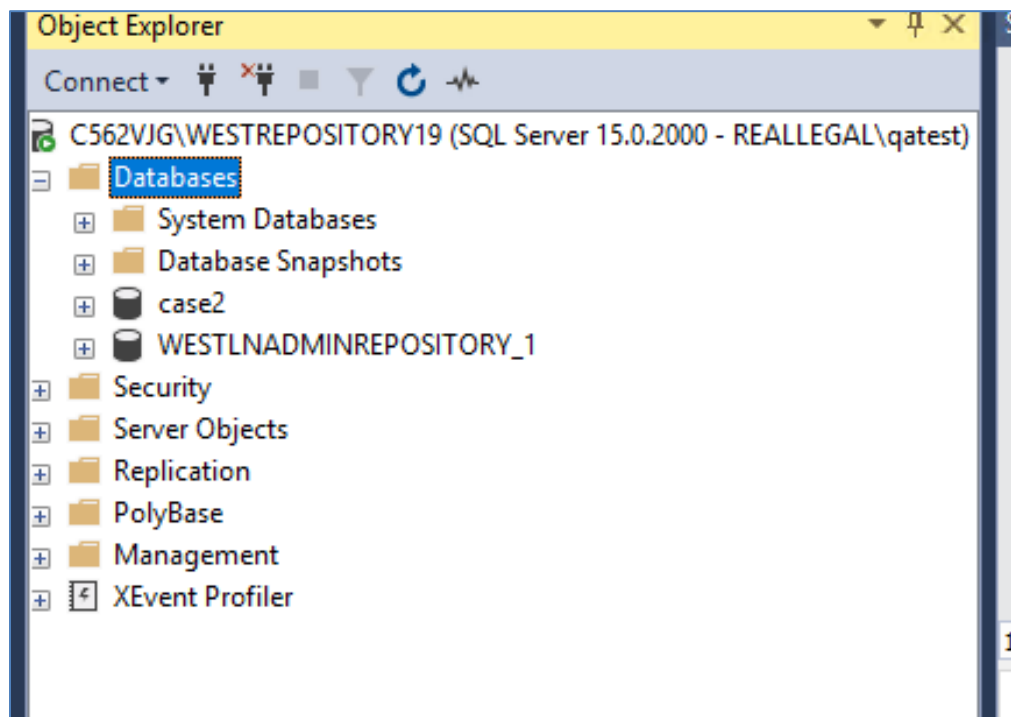 Object Explorer
Connect
C562VJG\WESTREPOSITORY19 (SQL Server 15.0.2000 - REALLEGAL\qatest)
Databases
System Databases
Database Snapshots
case2
WESTLNADMINREPOSITORY_1
Security
Server Objects
Replication
PolyBase
Management
XEvent Profiler